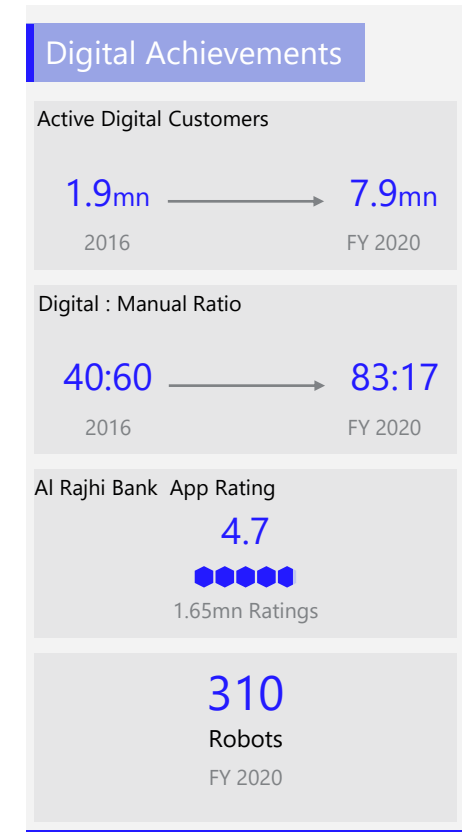 Digital Achievements
Active Digital Customers
1.9mn 7.9mn
2016 FY 2020
Digital : Manual Ratio
40:60 83:17
2016 FY 2020
Al Rajhi Bank App Rating
4.7
1.65mn Ratings
310
Robots
FY 2020